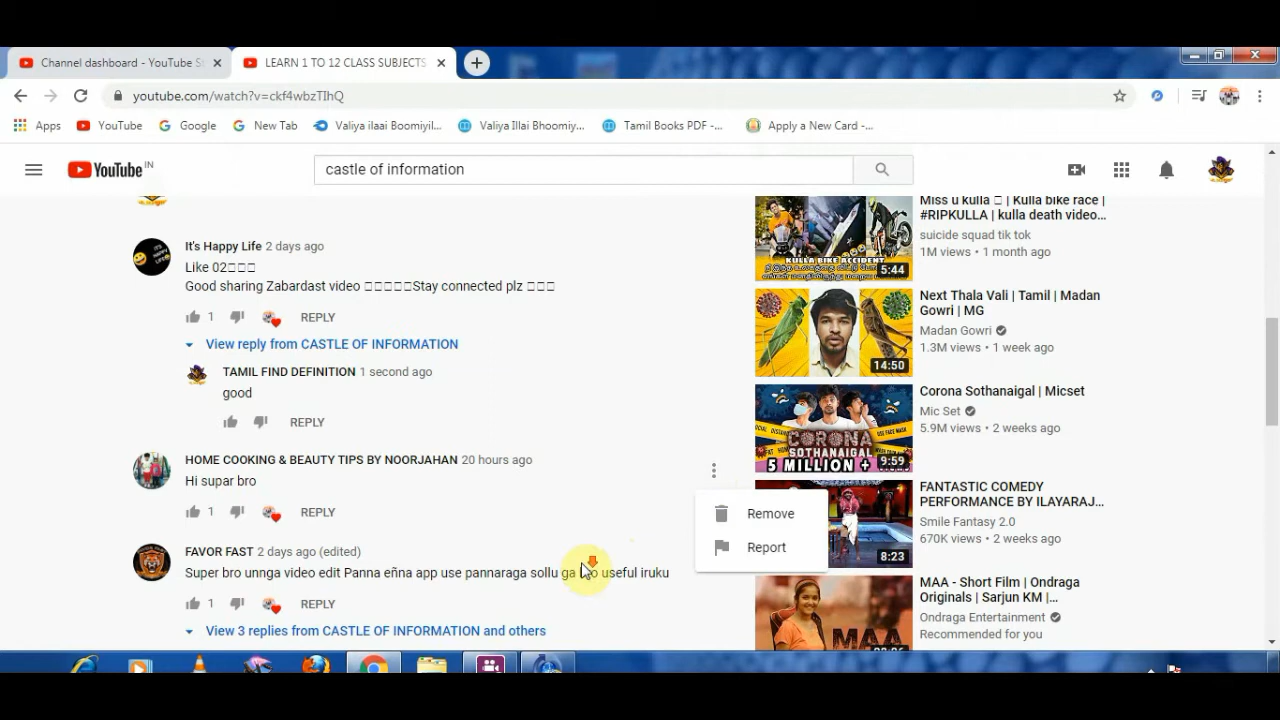 Channel dashboard - YouTube S
LEARN 1 TO 12 CLASS SUBJECTS
youtube.com/watch?v=ckf4wbzTIhQ
Apps
YouTube
Google
New Tab
Valiya ilaai Boomiyil...
Valiya Illai Bhoomiy...
Tamil Books PDF -...
Apply a New Card -...
YouTube IN
castle of information
It's Happy Life 2 days ago
Like 02□□□
Good sharing Zabardast video □□□□□Stay connected plz □□□
1 REPLY
View reply from CASTLE OF INFORMATION
TAMIL FIND DEFINITION 1 second ago
good
REPLY
HOME COOKING & BEAUTY TIPS BY NOORJAHAN 20 hours ago
Hi supar bro
1 REPLY
Remove
Report
FAVOR FAST 2 days ago (edited)
Super bro unnga video edit Panna eñna app use pannaraga sollu ga useful iruku
1 REPLY
View 3 replies from CASTLE OF INFORMATION and others
KULLA BIKE ACCIDENT
5:44
Miss u kulla □ | Kulla bike race |
#RIPKULLA | kulla death video...
suicide squad tik tok
1M views • 1 month ago
14:50
Next Thala Vali | Tamil | Madan
Gowri | MG
Madan Gowri
1.3M views • 1 week ago
CORONA
SOTHANAIGAL
5 MILLION +
9:59
Corona Sothanaigal | Micset
Mic Set
5.9M views • 2 weeks ago
8:23
FANTASTIC COMEDY
PERFORMANCE BY ILAYARAJ...
Smile Fantasy 2.0
670K views • 2 weeks ago
MAA
MAA - Short Film | Ondraga
Originals | Sarjun KM |...
Ondraga Entertainment
Recommended for you